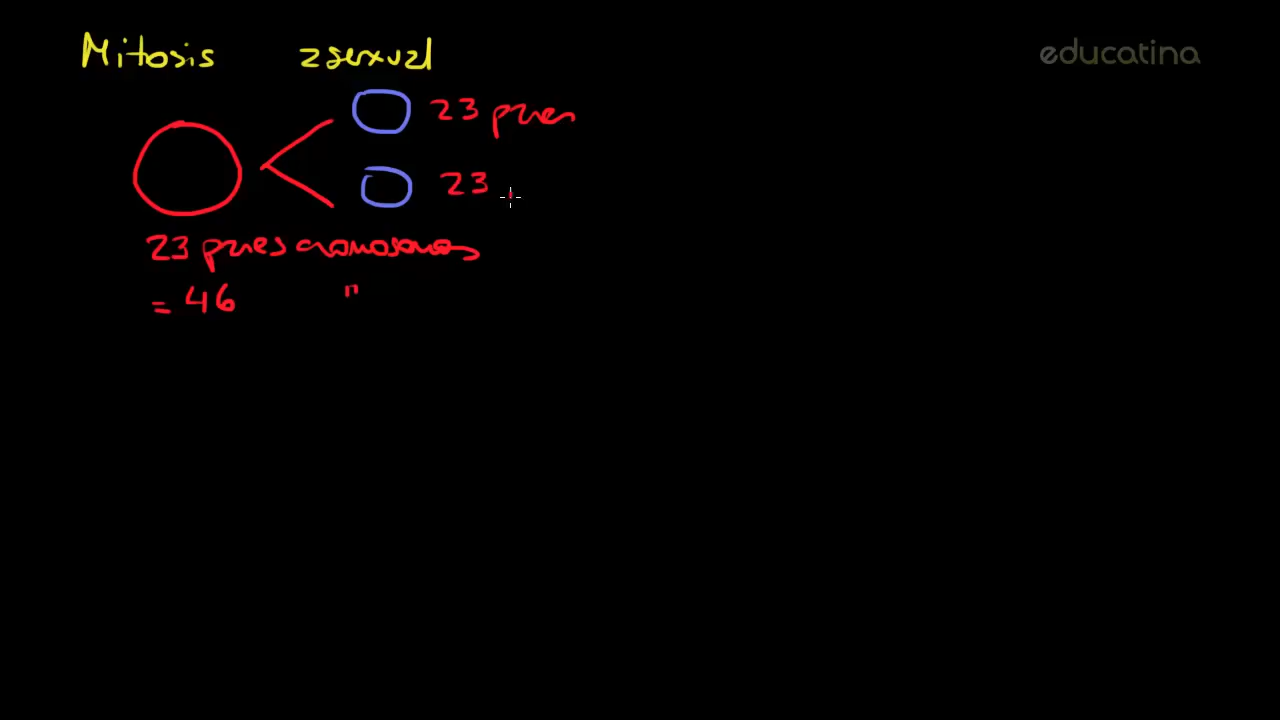 Mitosis asexual
educatina
23 pares
23
23 pares cromosomas
= 46 "